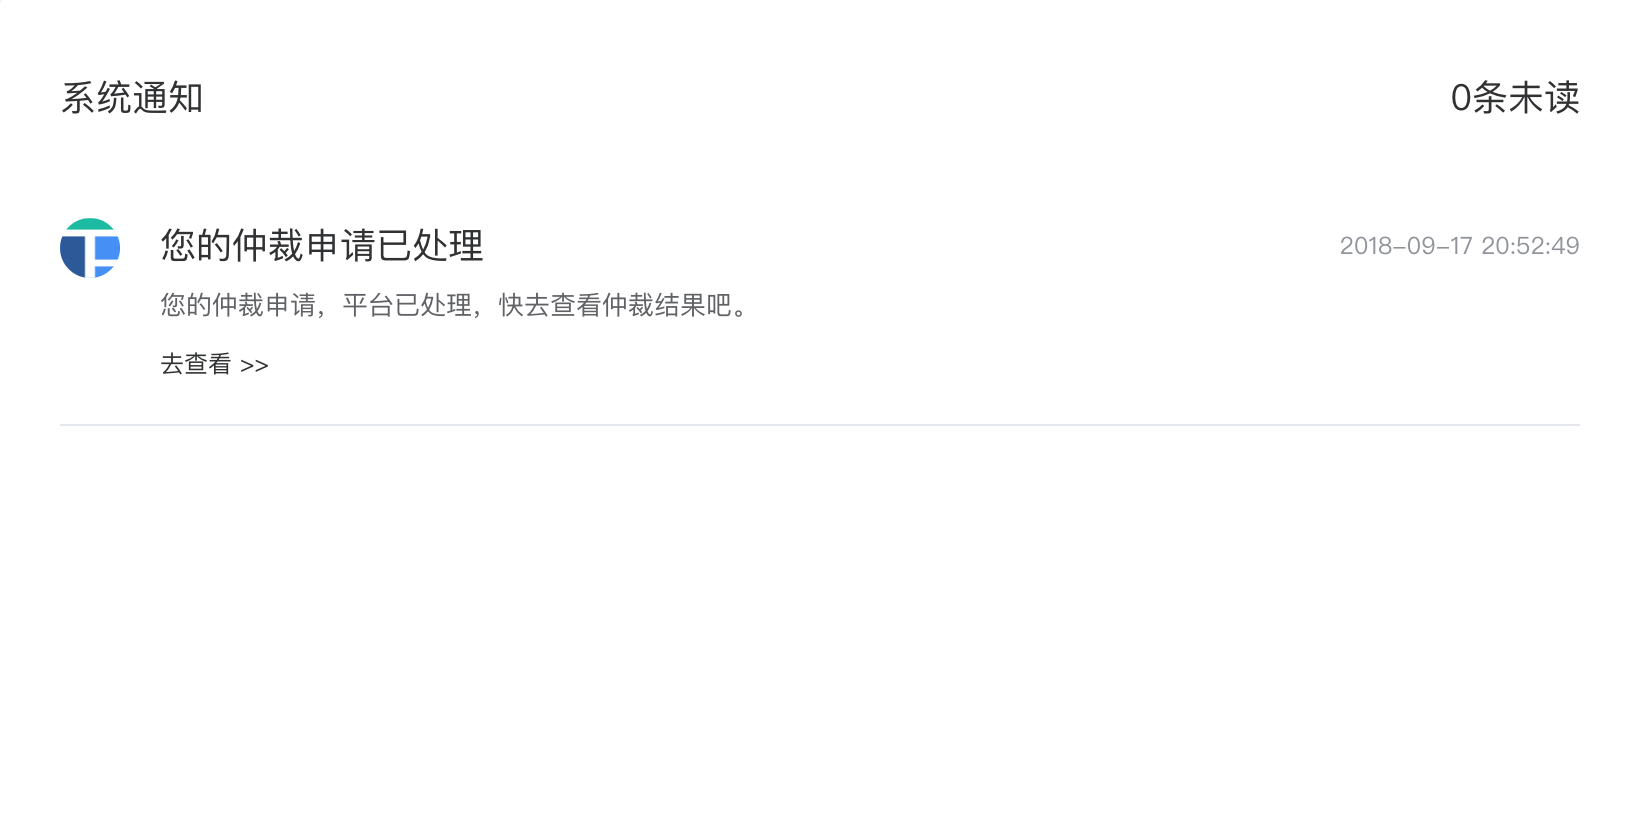 系统通知
0条未读
您的仲裁申请已处理
2018-09-17 20:52:49
您的仲裁申请，平台已处理，快去查看仲裁结果吧。
去查看 >>